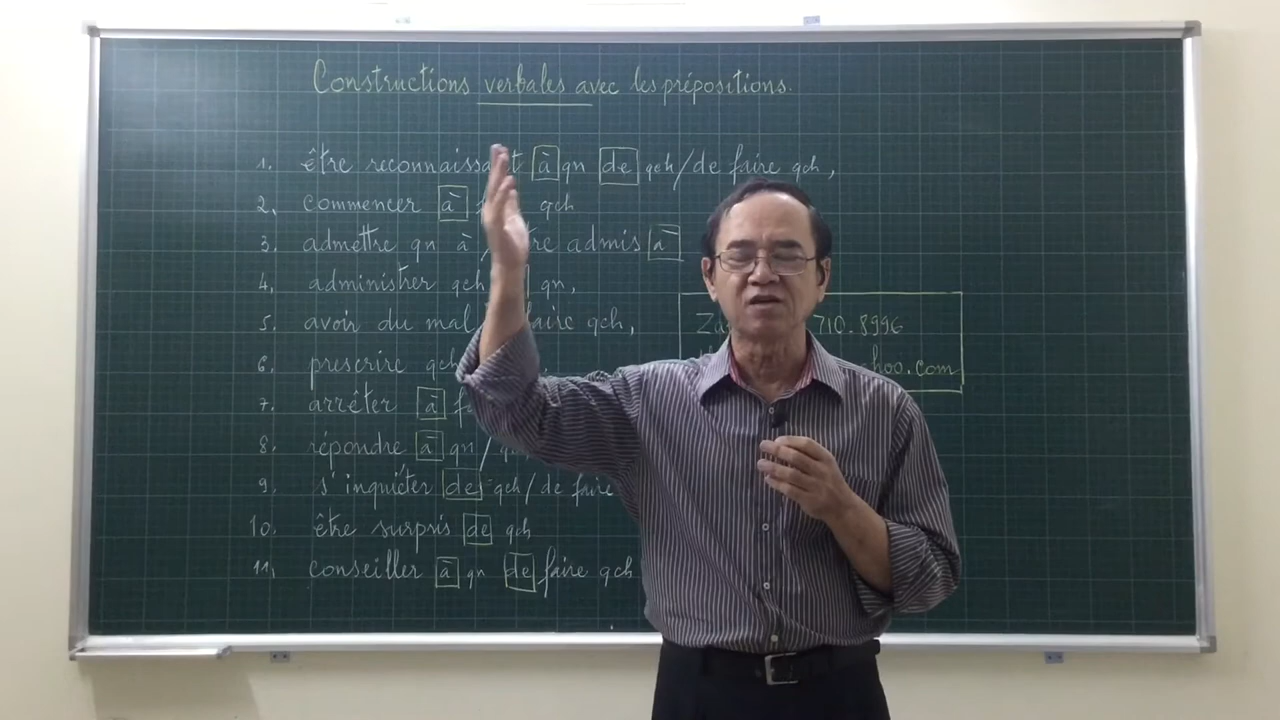 Constructions verbales avec les prépositions.
1. être reconnaissant à qn de qch/de faire qch,
2, commencer à qch
3. admettre qn à / être admis à
4, administrer qch qn,
5. avoir du mal faire qch,
6. prescrire qch
7. arrêter à
8. répondre à qn/
9. s'inquiéter de qch/de faire
10. être surpris de qch
11, conseiller à qn de faire qch
710.8996
hoo.com